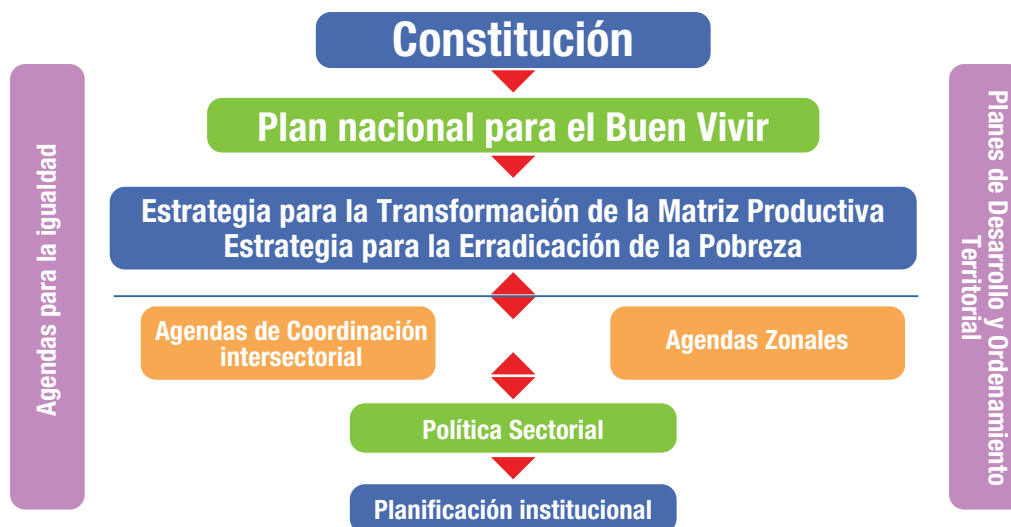 Constitución
Plan nacional para el Buen Vivir
Estrategia para la Transformación de la Matriz Productiva
Estrategia para la Erradicación de la Pobreza
Agendas de Coordinación
intersectorial
Agendas Zonales
Política Sectorial
Planificación institucional
Agendas para la igualdad
Planes de Desarrollo y Ordenamiento
Territorial